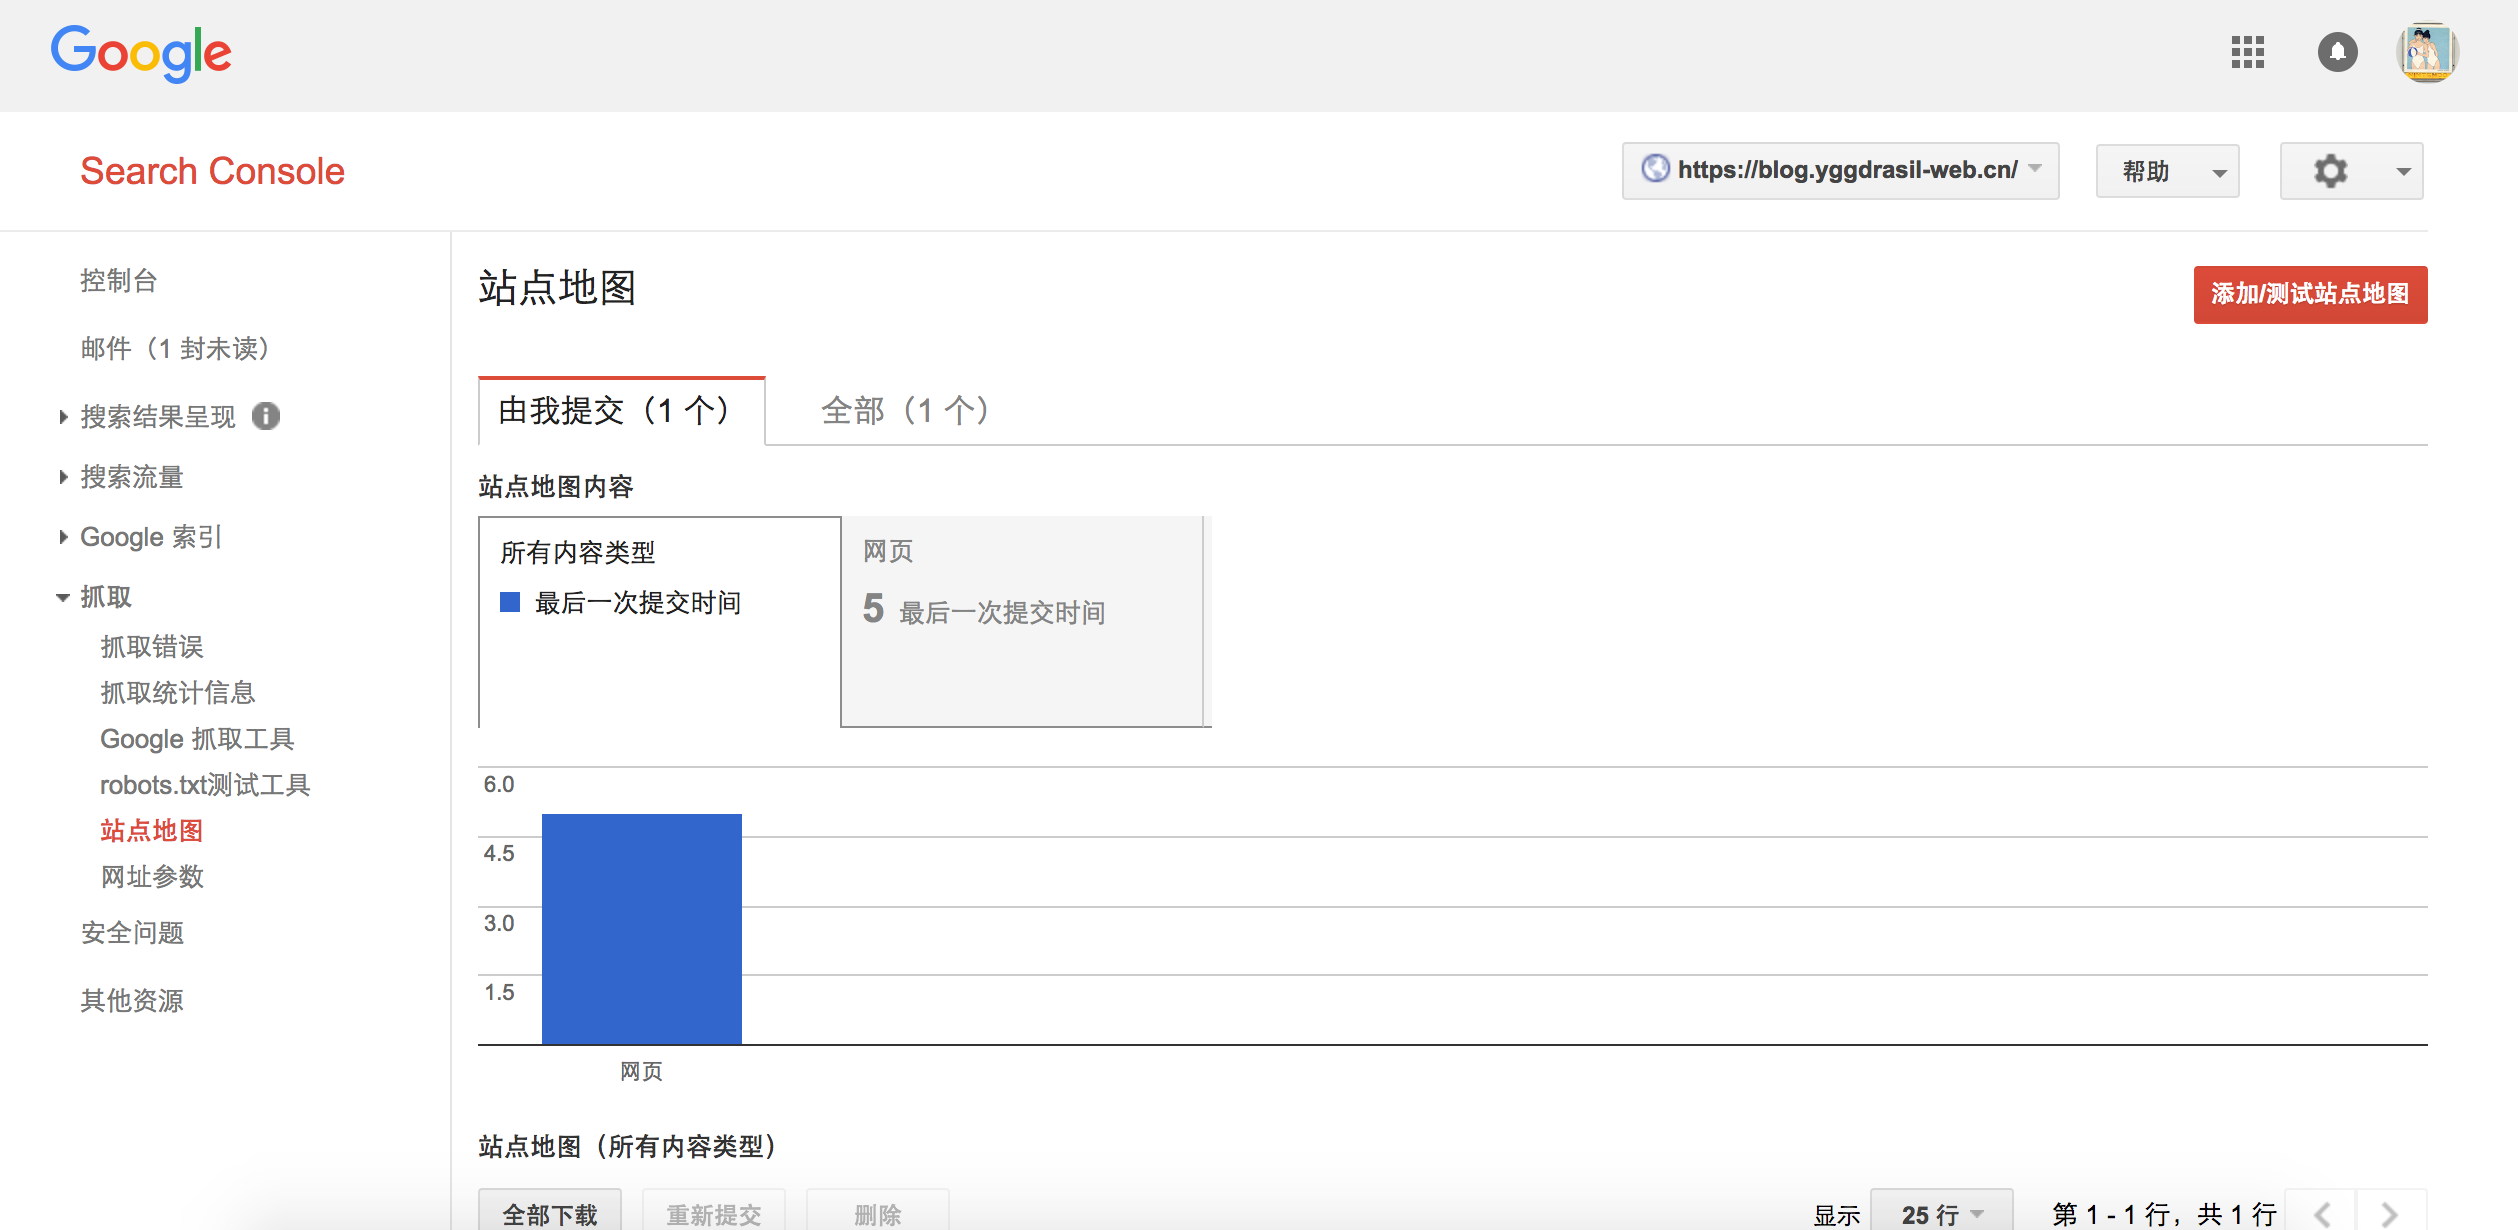 Google
Search Console
https://blog.yggdrasil-web.cn/
帮助
控制台
邮件（1 封未读）
搜索结果呈现
搜索流量
Google 索引
抓取
抓取错误
抓取统计信息
Google 抓取工具
robots.txt测试工具
站点地图
网址参数
安全问题
其他资源
站点地图
添加/测试站点地图
由我提交（1 个）
全部（1 个）
站点地图内容
所有内容类型
最后一次提交时间
网页
5 最后一次提交时间
6.0
4.5
3.0
1.5
网页
站点地图（所有内容类型）
全部下载
重新提交
删除
显示
25 行
第 1 - 1 行，共 1 行